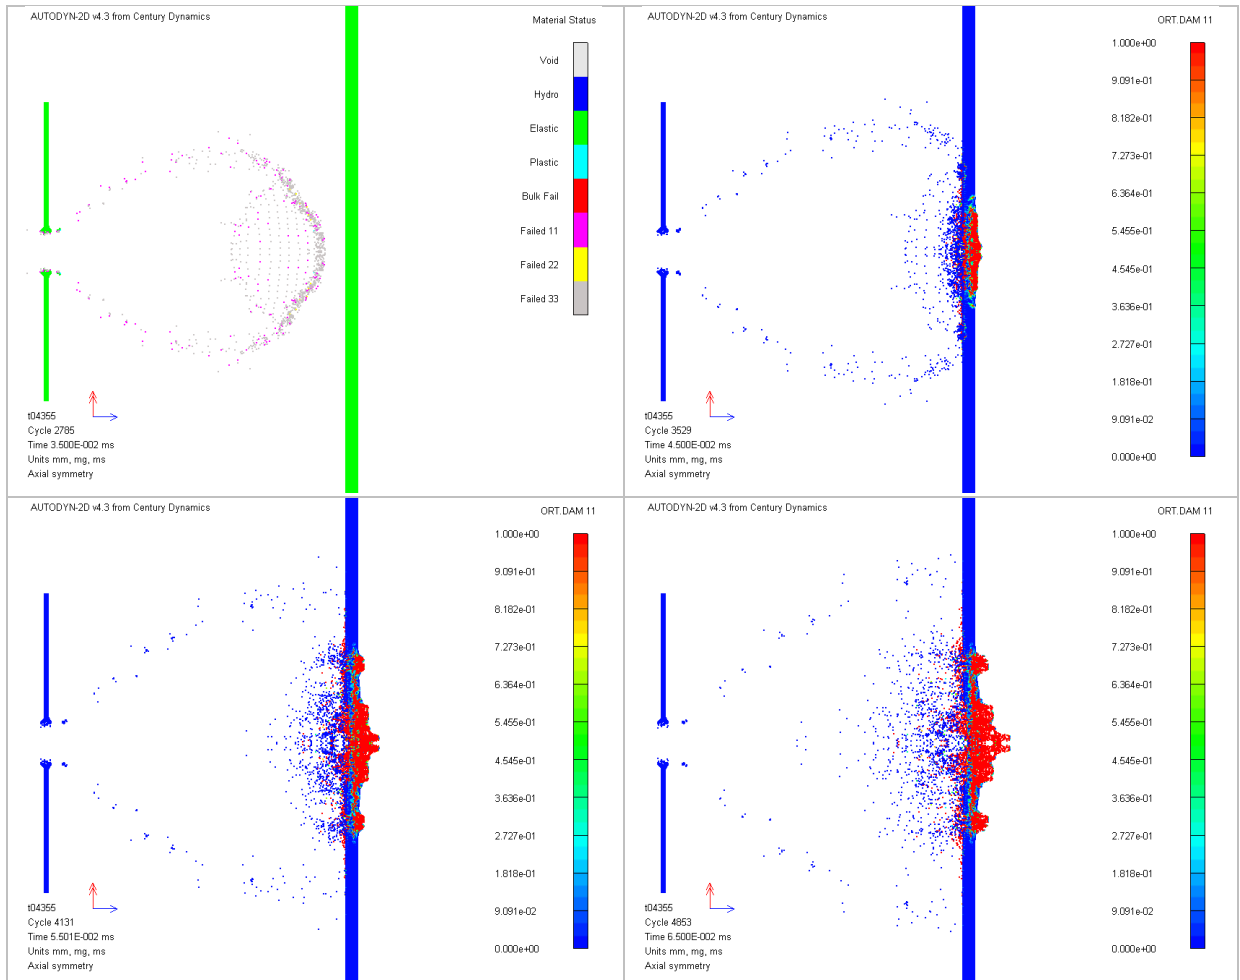 AUTODYN-2D v4.3 from Century Dynamics
Material Status
Void
Hydro
Elastic
Plastic
Bulk Fail
Failed 11
Failed 22
Failed 33
t04355
Cycle 2785
Time 3.500E-002 ms
Units mm, mg, ms
Axial symmetry
AUTODYN-2D v4.3 from Century Dynamics
ORT.DAM 11
1.000e+00
9.091e-01
8.182e-01
7.273e-01
6.364e-01
5.455e-01
4.545e-01
3.636e-01
2.727e-01
1.818e-01
9.091e-02
0.000e+00
t04355
Cycle 3529
Time 4.500E-002 ms
Units mm, mg, ms
Axial symmetry
AUTODYN-2D v4.3 from Century Dynamics
ORT.DAM 11
1.000e+00
9.091e-01
8.182e-01
7.273e-01
6.364e-01
5.455e-01
4.545e-01
3.636e-01
2.727e-01
1.818e-01
9.091e-02
0.000e+00
t04355
Cycle 4131
Time 5.501E-002 ms
Units mm, mg, ms
Axial symmetry
AUTODYN-2D v4.3 from Century Dynamics
ORT.DAM 11
1.000e+00
9.091e-01
8.182e-01
7.273e-01
6.364e-01
5.455e-01
4.545e-01
3.636e-01
2.727e-01
1.818e-01
9.091e-02
0.000e+00
t04355
Cycle 4853
Time 6.500E-002 ms
Units mm, mg, ms
Axial symmetry